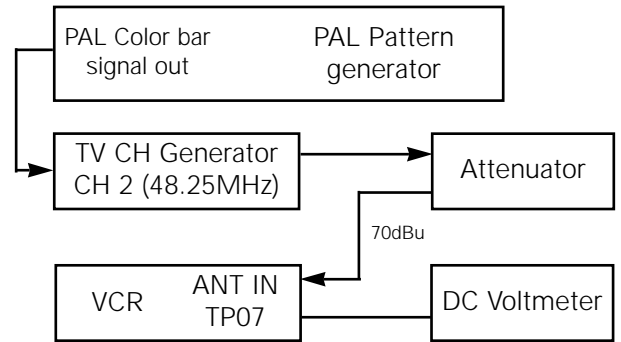 PAL Color bar
signal out
PAL Pattern
generator
TV CH Generator
CH 2 (48.25MHz)
Attenuator
70dBu
VCR
ANT IN
TP07
DC Voltmeter